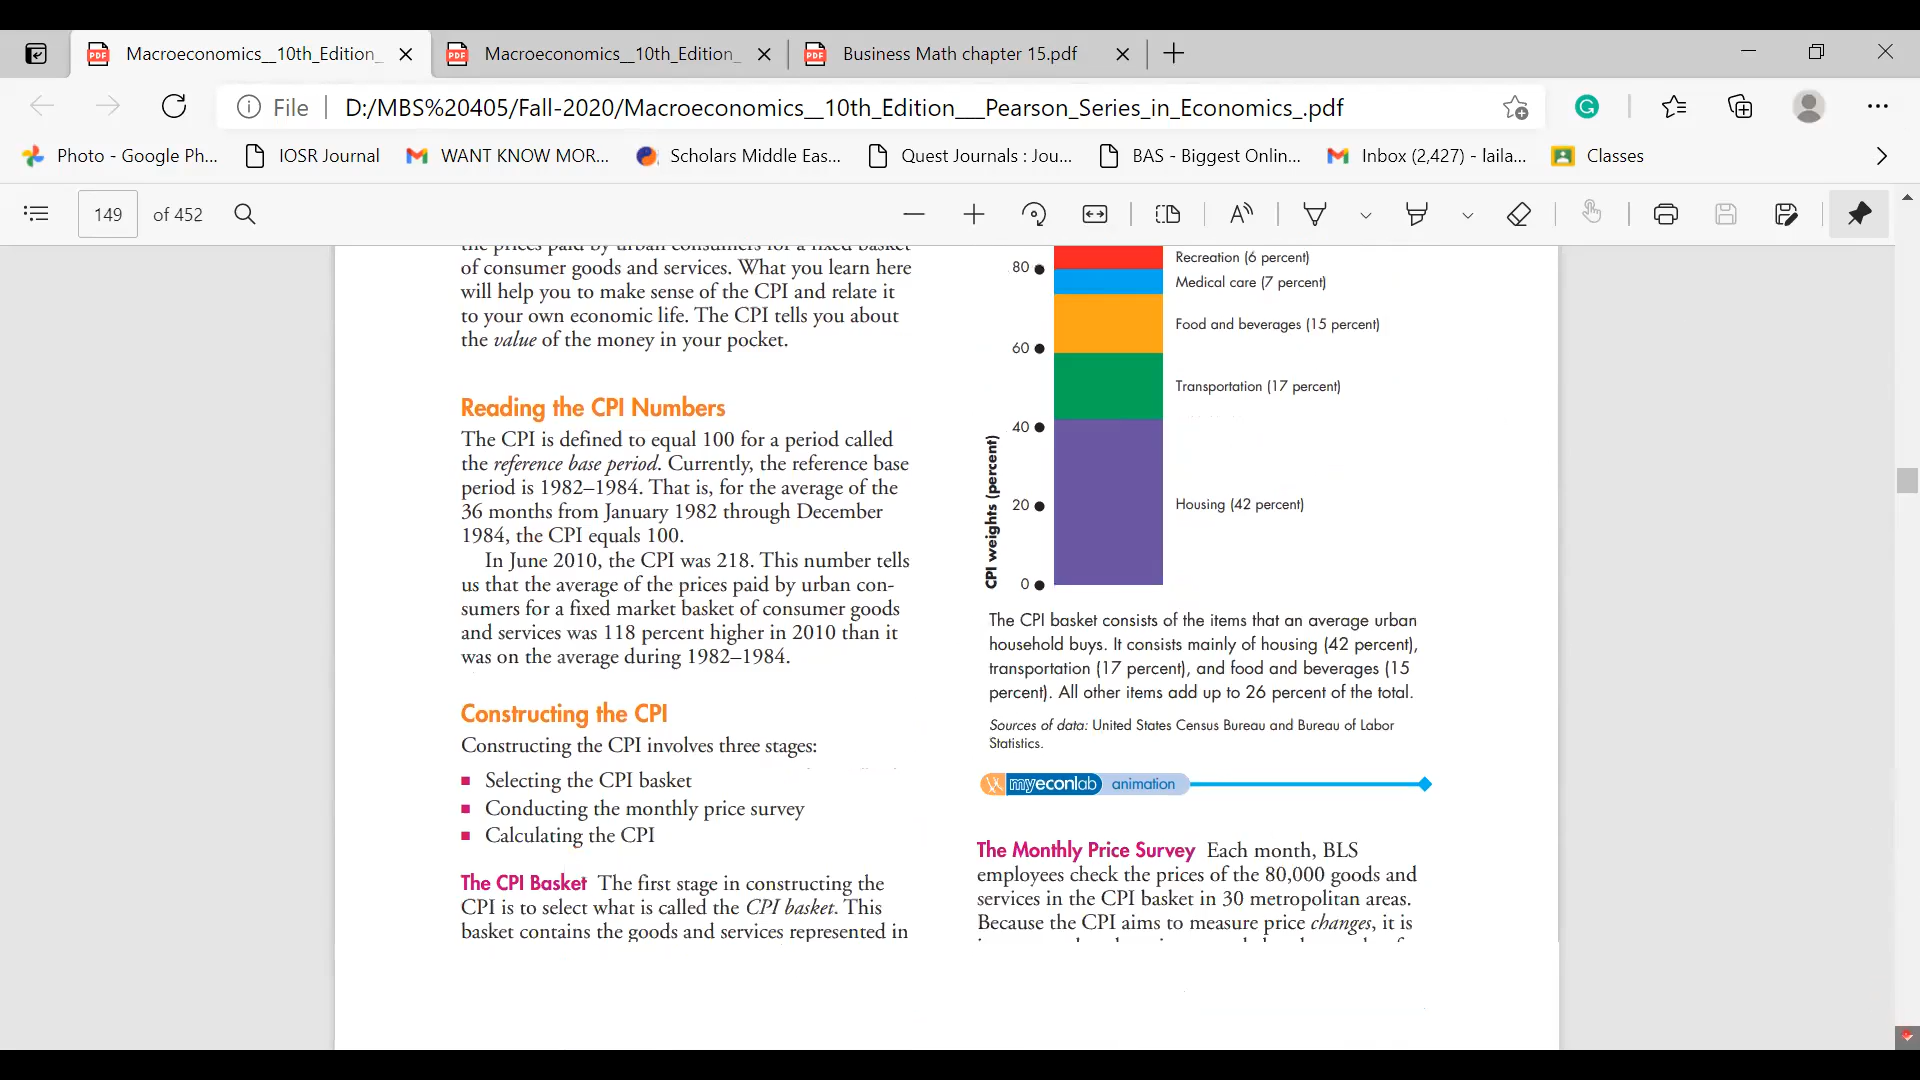 Macroeconomics__10th_Edition_
Macroeconomics__10th_Edition_
Business Math chapter 15.pdf
File
D:/MBS%20405/Fall-2020/Macroeconomics__10th_Edition___Pearson_Series_in_Economics_.pdf
Photo - Google Ph...
IOSR Journal
WANT KNOW MOR...
Scholars Middle Eas...
Quest Journals : Jou...
BAS - Biggest Onlin...
Inbox (2,427) - laila...
Classes
149 of 452
the prices paid by urban consumers for a fixed basket
of consumer goods and services. What you learn here
will help you to make sense of the CPI and relate it
to your own economic life. The CPI tells you about
the value of the money in your pocket.
Reading the CPI Numbers
The CPI is defined to equal 100 for a period called
the reference base period. Currently, the reference base
period is 1982–1984. That is, for the average of the
36 months from January 1982 through December
1984, the CPI equals 100.
In June 2010, the CPI was 218. This number tells
us that the average of the prices paid by urban con-
sumers for a fixed market basket of consumer goods
and services was 118 percent higher in 2010 than it
was on the average during 1982–1984.
Constructing the CPI
Constructing the CPI involves three stages:
■ Selecting the CPI basket
■ Conducting the monthly price survey
■ Calculating the CPI
The CPI Basket The first stage in constructing the
CPI is to select what is called the CPI basket. This
basket contains the goods and services represented in
CPI weights (percent)
80
60
40
20
0
Recreation (6 percent)
Medical care (7 percent)
Food and beverages (15 percent)
Transportation (17 percent)
Housing (42 percent)
The CPI basket consists of the items that an average urban
household buys. It consists mainly of housing (42 percent),
transportation (17 percent), and food and beverages (15
percent). All other items add up to 26 percent of the total.
Sources of data: United States Census Bureau and Bureau of Labor
Statistics.
myeconlab animation
The Monthly Price Survey Each month, BLS
employees check the prices of the 80,000 goods and
services in the CPI basket in 30 metropolitan areas.
Because the CPI aims to measure price changes, it is